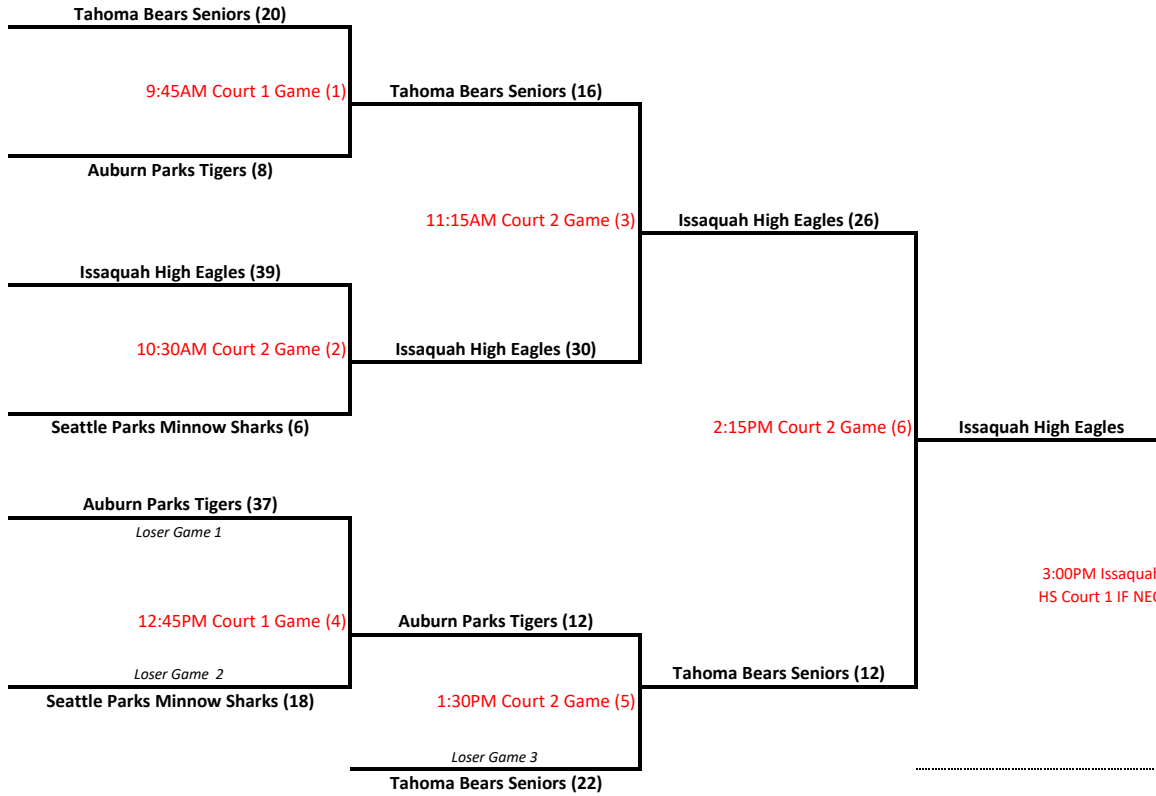 Tahoma Bears Seniors (20)
9:45AM Court 1 Game (1)
Tahoma Bears Seniors (16)
Auburn Parks Tigers (8)
11:15AM Court 2 Game (3)
Issaquah High Eagles (26)
Issaquah High Eagles (39)
10:30AM Court 2 Game (2)
Issaquah High Eagles (30)
Seattle Parks Minnow Sharks (6)
2:15PM Court 2 Game (6)
Issaquah High Eagles
Auburn Parks Tigers (37)
Loser Game 1
3:00PM Issaquah
HS Court 1 IF
12:45PM Court 1 Game (4)
Auburn Parks Tigers (12)
Loser Game 2
Tahoma Bears Seniors (12)
Seattle Parks Minnow Sharks (18)
1:30PM Court 2 Game (5)
Loser Game 3
Tahoma Bears Seniors (22)